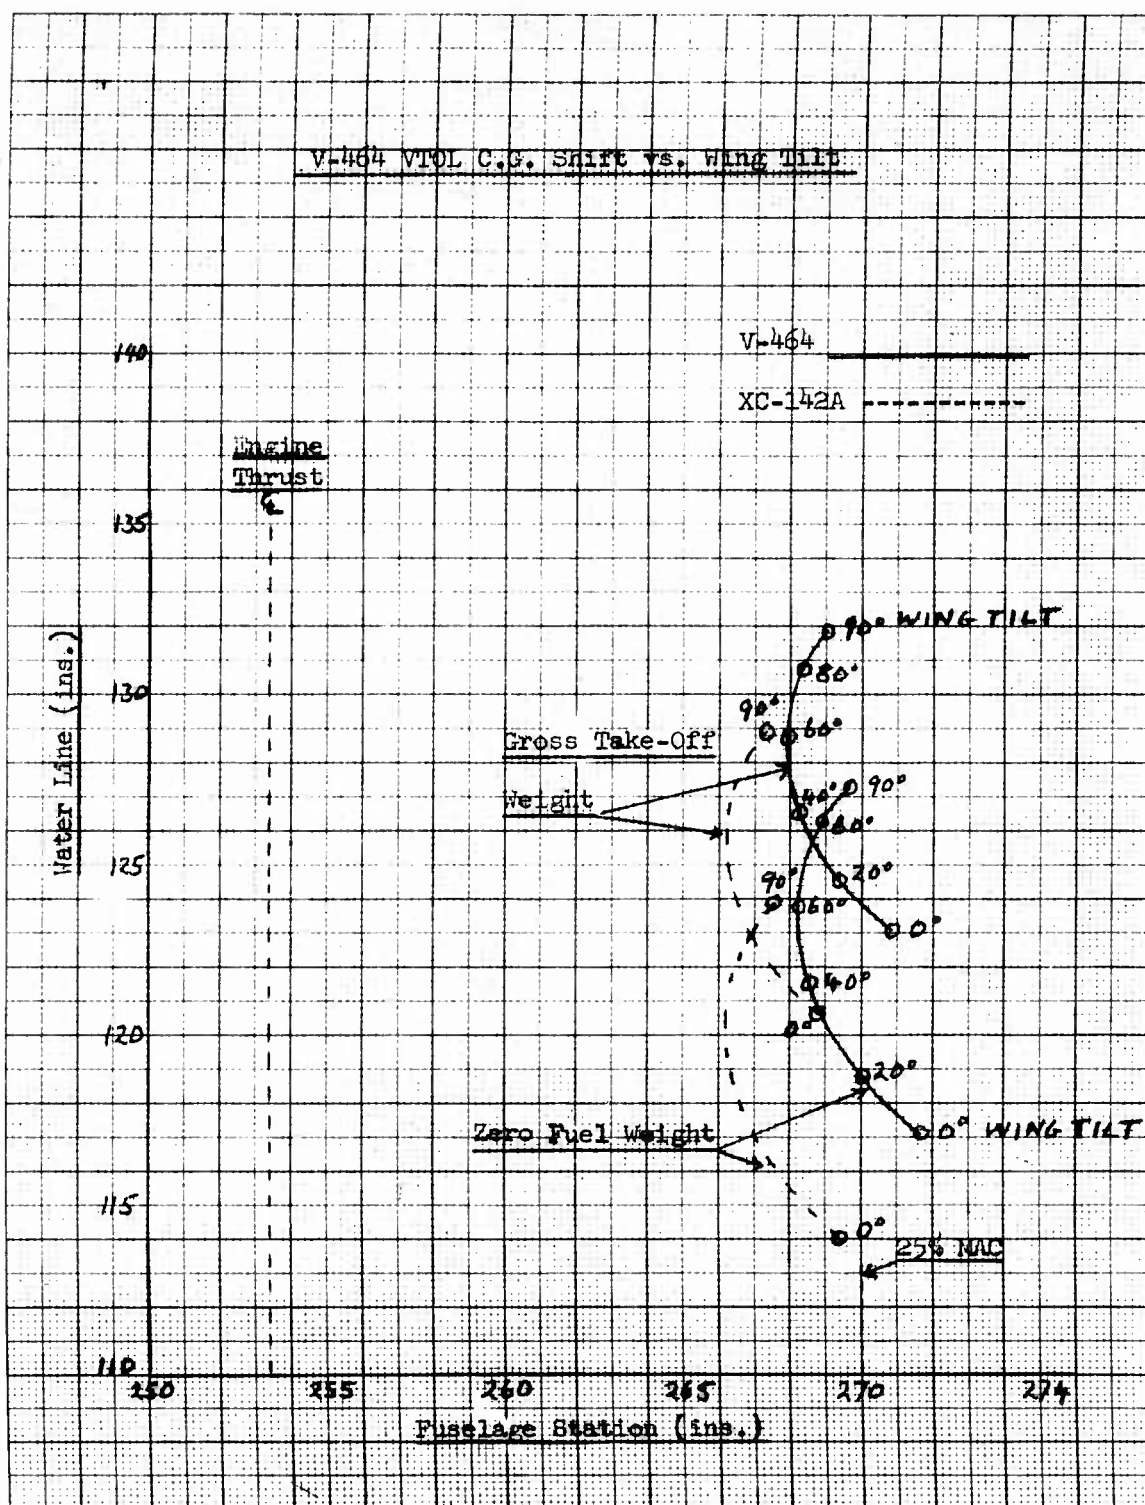 V-464 VTOL C.G. Shift vs. Wing Tilt
V-464
140
XC-142A
Engine
Thrust
℄
135
90° WING TILT
Water Line (ins.)
130
80°
90°
60°
Gross Take-Off
Weight
40°
90°
80°
125
20°
90°
60°
0°
40°
120
0°
20°
Zero Fuel Weight
0° WING TILT
115
0°
25% MAC
110
250
255
260
265
270
274
Fuselage Station (ins.)